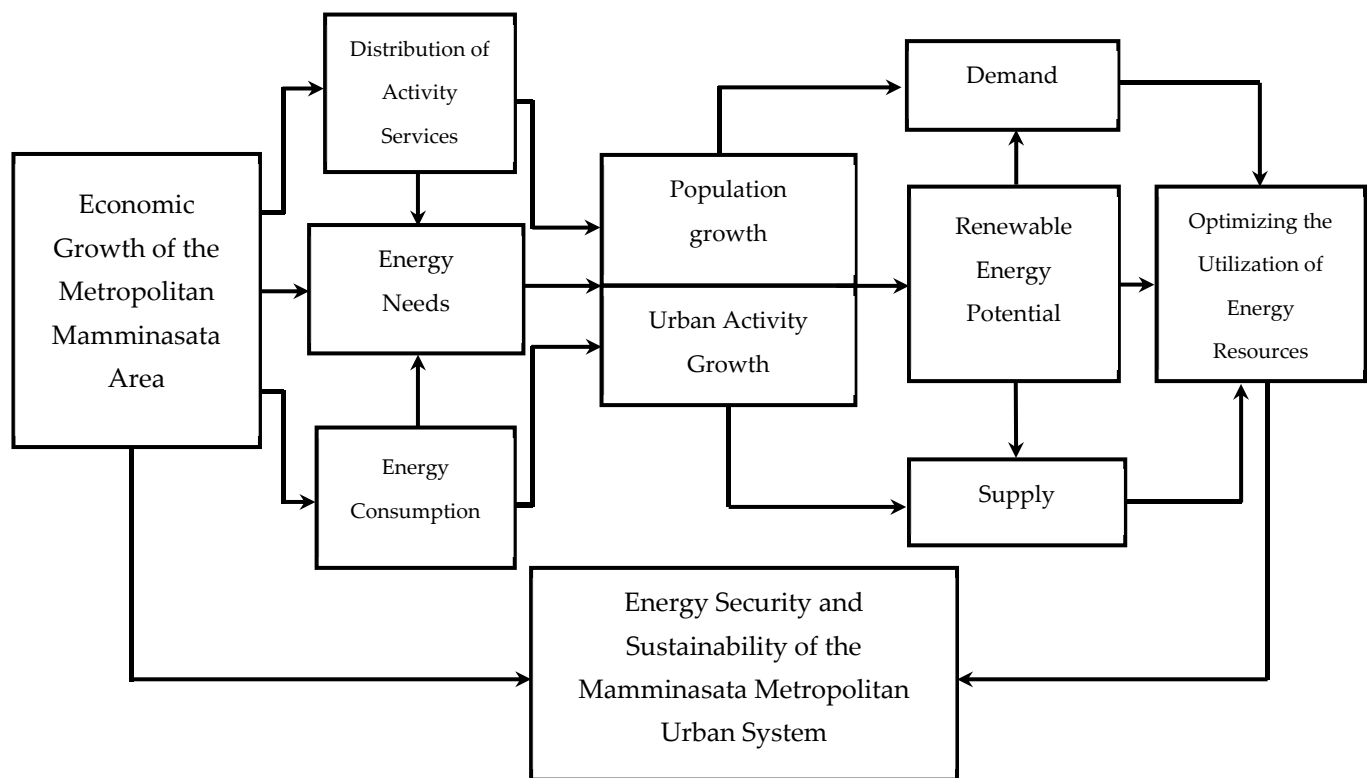 Economic
Growth of the
Metropolitan
Mamminasata
Area
Distribution of
Activity
Services
Energy
Needs
Energy
Consumption
Population
growth
Urban Activity
Growth
Demand
Renewable
Energy
Potential
Supply
Optimizing the
Utilization of
Energy
Resources
Energy Security and
Sustainability of the
Mamminasata Metropolitan
Urban System